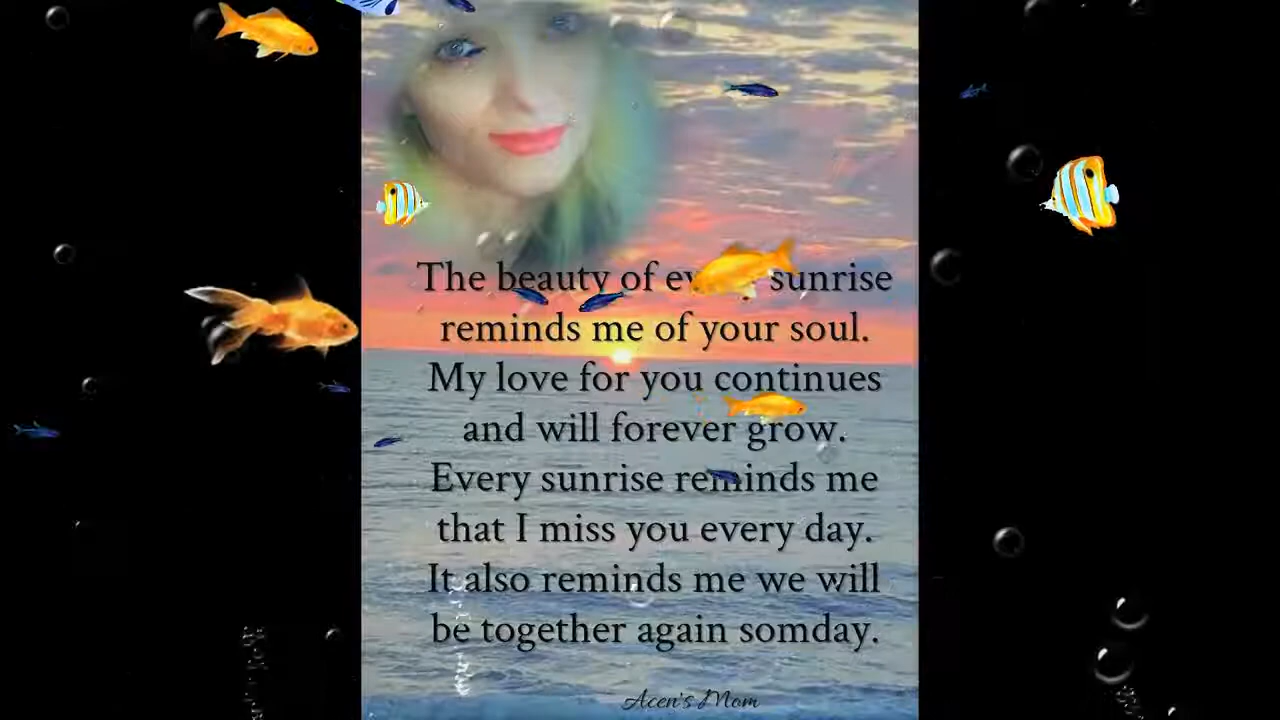 The beauty of ev sunrise
reminds me of your soul.
My love for you continues
and will forever grow.
Every sunrise reminds me
that I miss you every day.
It also reminds me we will
be together again somday.
Acen's Mom